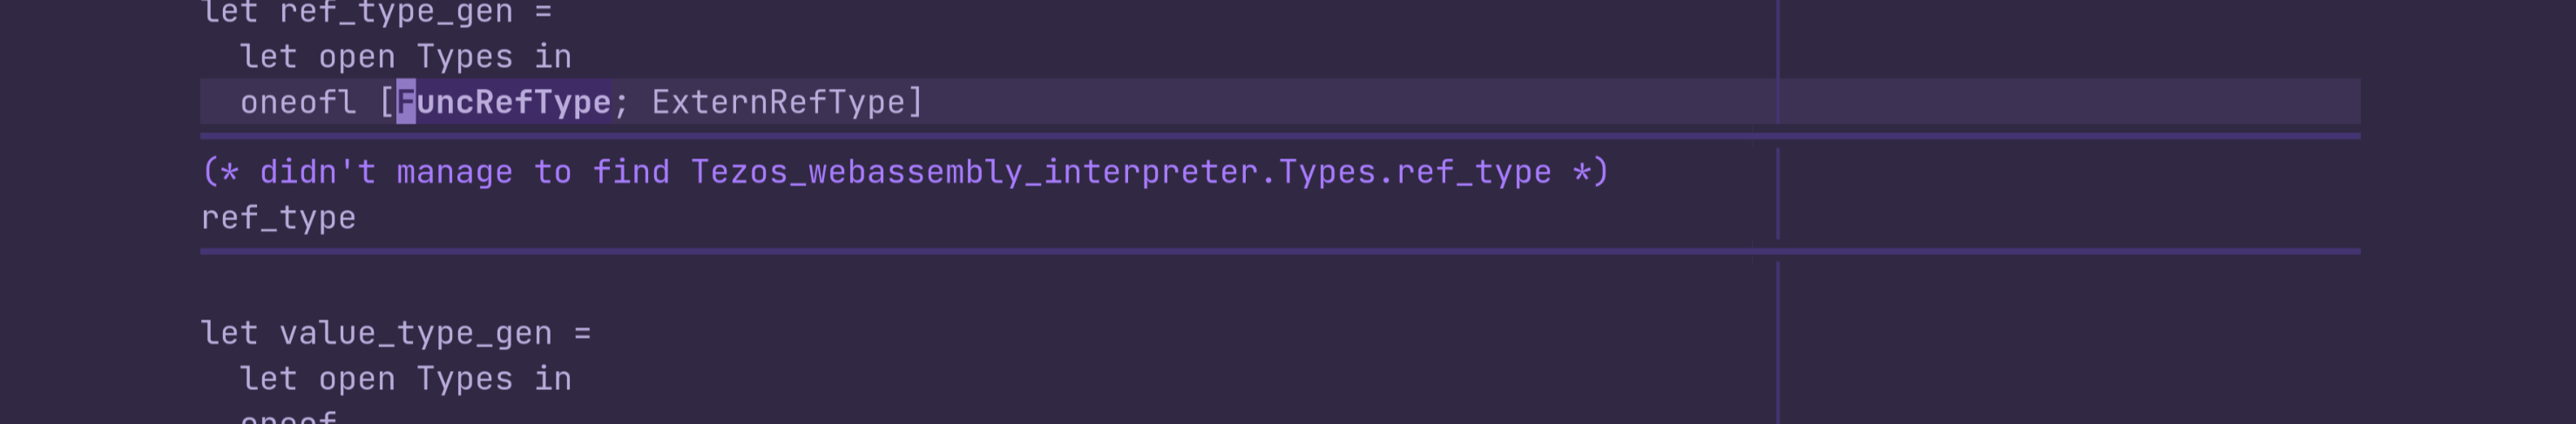 let ref_type_gen =
let open Types in
oneofl [FuncRefType; ExternRefType]
(* didn't manage to find Tezos_webassembly_interpreter.Types.ref_type *)
ref_type
let value_type_gen =
let open Types in
oneof